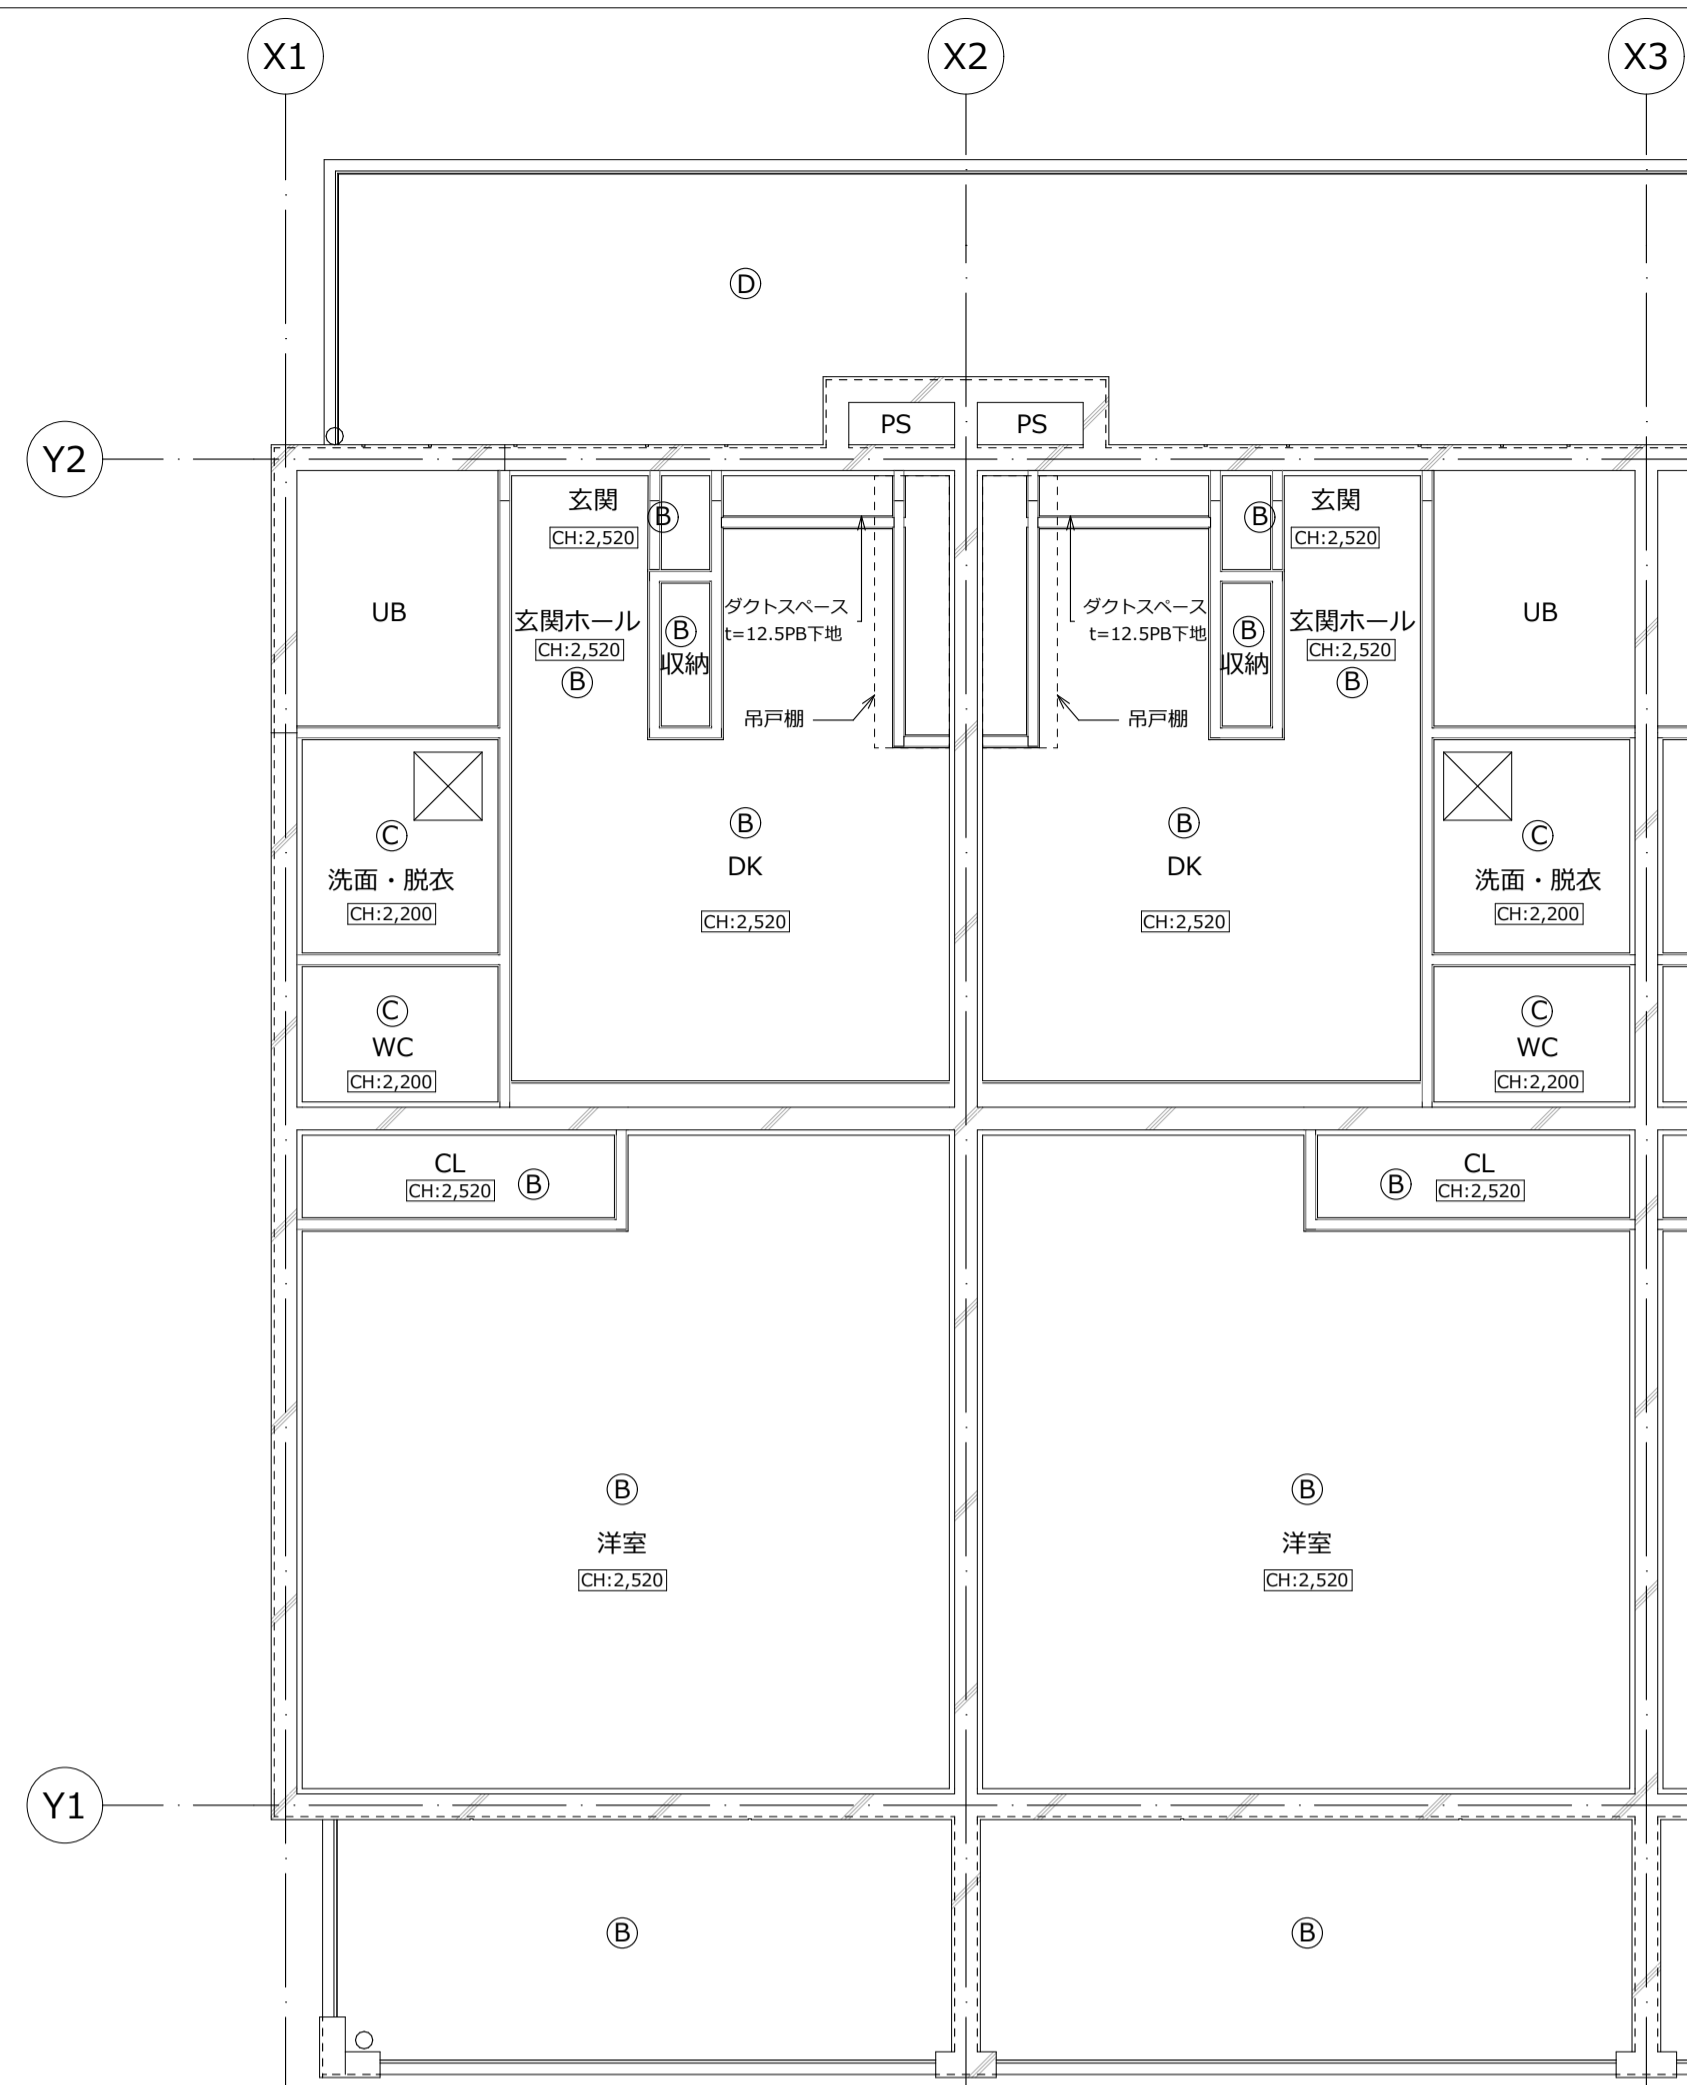 X1 X2 X3
Ⓓ
PS PS
Y2
玄関 玄関
Ⓑ Ⓑ
CH:2,520 CH:2,520
UB ダクトスペース ダクトスペース UB
玄関ホール 玄関ホール
t=12.5PB下地 t=12.5PB下地
Ⓑ Ⓑ
CH:2,520 CH:2,520
収納 収納
Ⓑ Ⓑ
吊戸棚 吊戸棚
Ⓑ Ⓑ
Ⓒ Ⓒ
DK DK
洗面・脱衣 洗面・脱衣
CH:2,200 CH:2,200
CH:2,520 CH:2,520
Ⓒ Ⓒ
WC WC
CH:2,200 CH:2,200
CL CL
Ⓑ Ⓑ
CH:2,520 CH:2,520
Ⓑ Ⓑ
洋室 洋室
CH:2,520 CH:2,520
Y1
Ⓑ Ⓑ